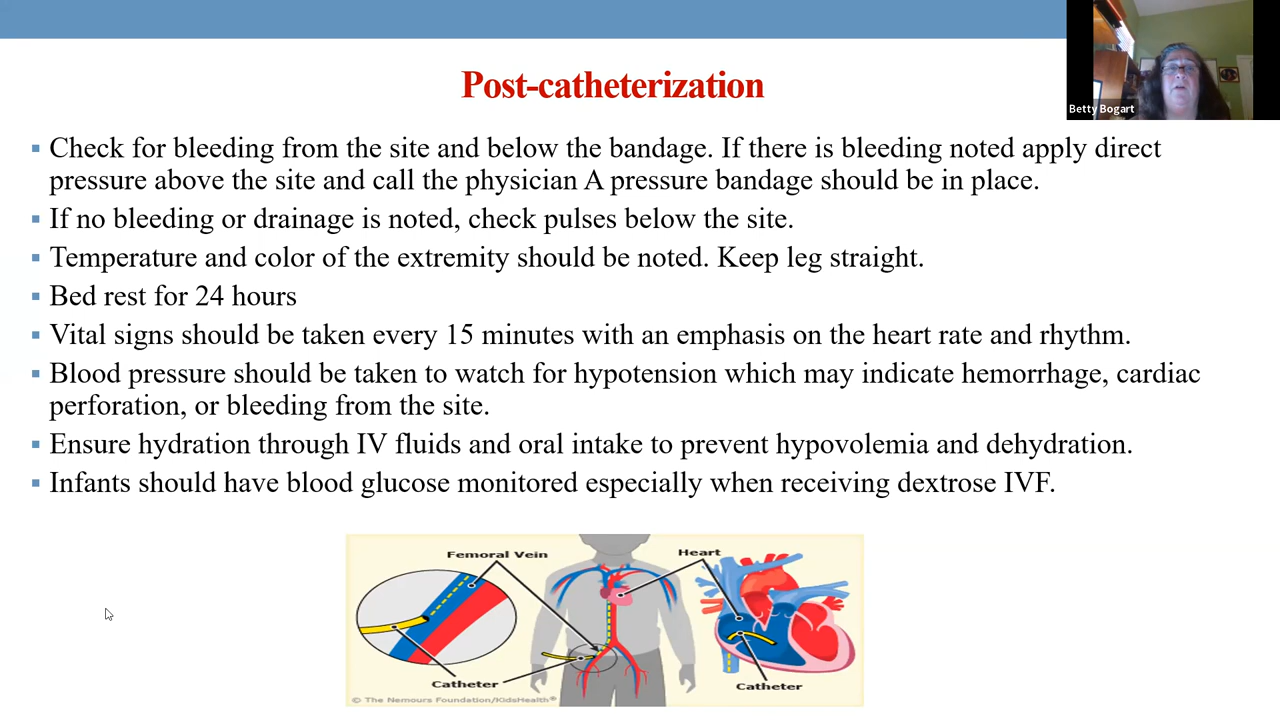 Post-catheterization
Betty Bogart
Check for bleeding from the site and below the bandage. If there is bleeding noted apply direct
pressure above the site and call the physician A pressure bandage should be in place.
If no bleeding or drainage is noted, check pulses below the site.
Temperature and color of the extremity should be noted. Keep leg straight.
Bed rest for 24 hours
Vital signs should be taken every 15 minutes with an emphasis on the heart rate and rhythm.
Blood pressure should be taken to watch for hypotension which may indicate hemorrhage, cardiac
perforation, or bleeding from the site.
Ensure hydration through IV fluids and oral intake to prevent hypovolemia and dehydration.
Infants should have blood glucose monitored especially when receiving dextrose IVF.
Femoral Vein
Heart
Catheter
Catheter
© The Nemours Foundation/KidsHealth®